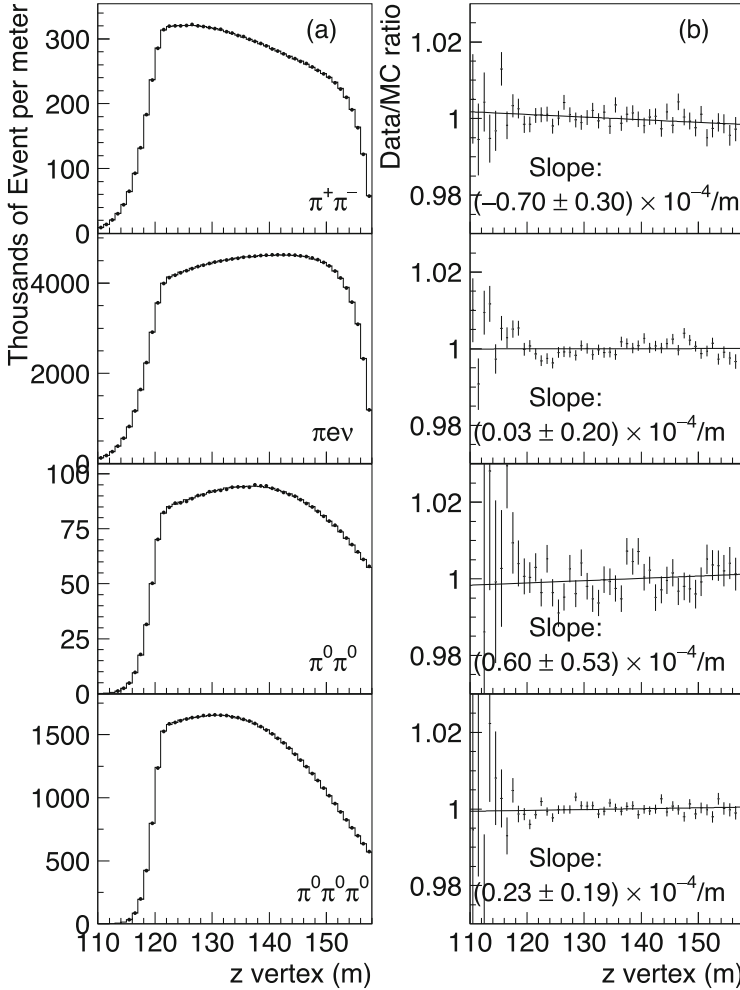 Thousands of Event per meter
(a)
300
200
100
0
π⁺π⁻
4000
2000
0
πeν
100
75
50
25
0
π⁰π⁰
1500
1000
500
0
π⁰π⁰π⁰
110 120 130 140 150
z vertex (m)
Data/MC ratio
(b)
1.02
1
0.98
Slope:
(−0.70 ± 0.30) × 10⁻⁴/m
1.02
1
0.98
Slope:
(0.03 ± 0.20) × 10⁻⁴/m
1.02
1
0.98
Slope:
(0.60 ± 0.53) × 10⁻⁴/m
1.02
1
0.98
Slope:
(0.23 ± 0.19) × 10⁻⁴/m
110 120 130 140 150
z vertex (m)